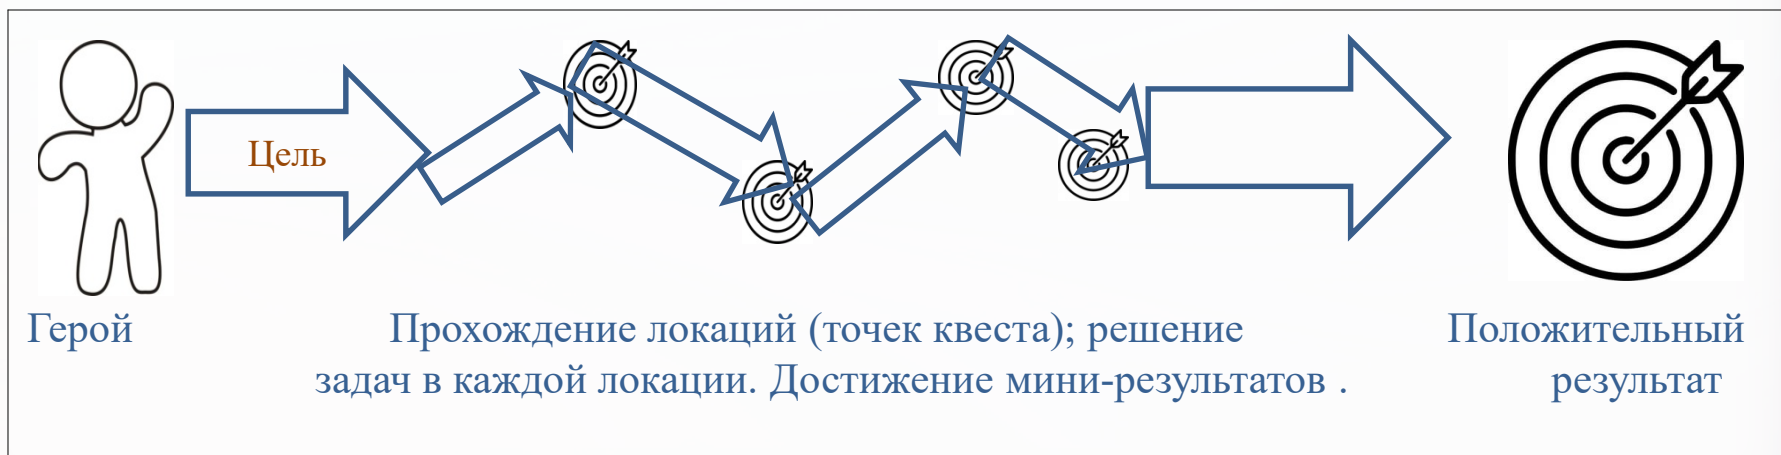 Цель
Герой
Прохождение локаций (точек квеста); решение
задач в каждой локации. Достижение мини-результатов .
Положительный
результат